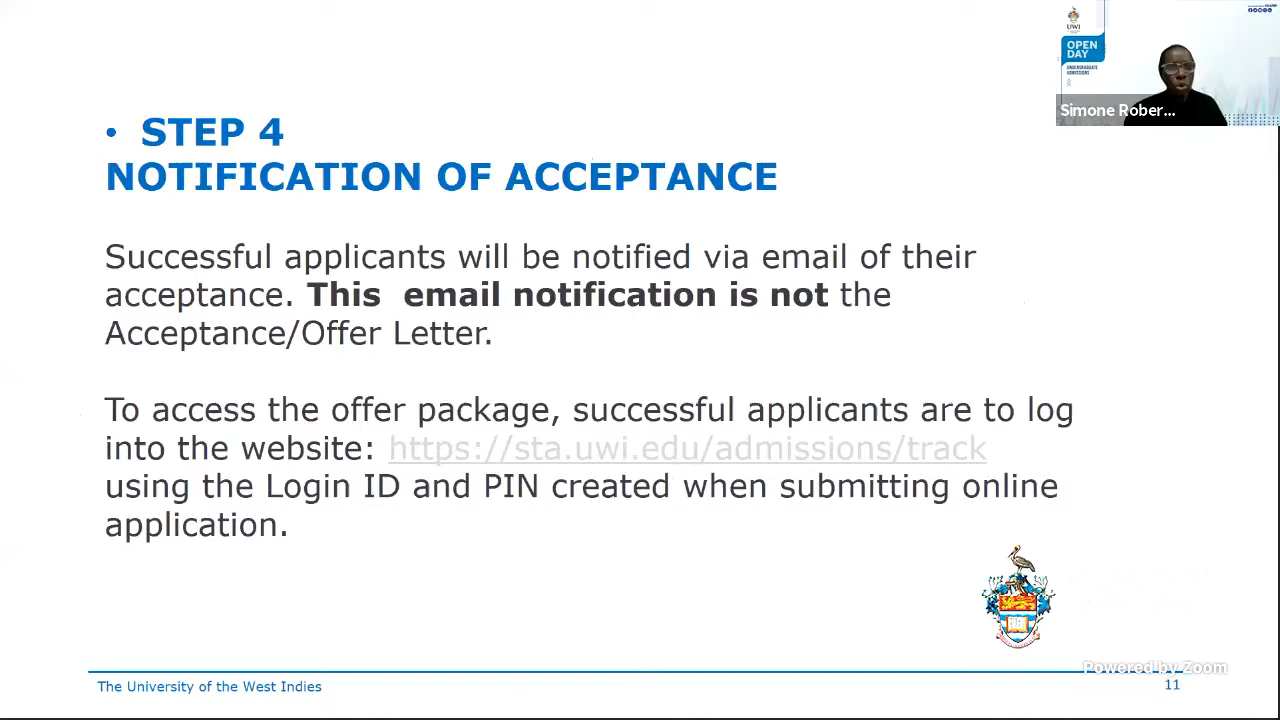 UWI
OPEN
DAY
UNDERGRADUATE
ADMISSIONS
Simone Rober...
• STEP 4
NOTIFICATION OF ACCEPTANCE
Successful applicants will be notified via email of their
acceptance. This email notification is not the
Acceptance/Offer Letter.
To access the offer package, successful applicants are to log
into the website: https://sta.uwi.edu/admissions/track
using the Login ID and PIN created when submitting online
application.
Powered by Zoom
The University of the West Indies
11